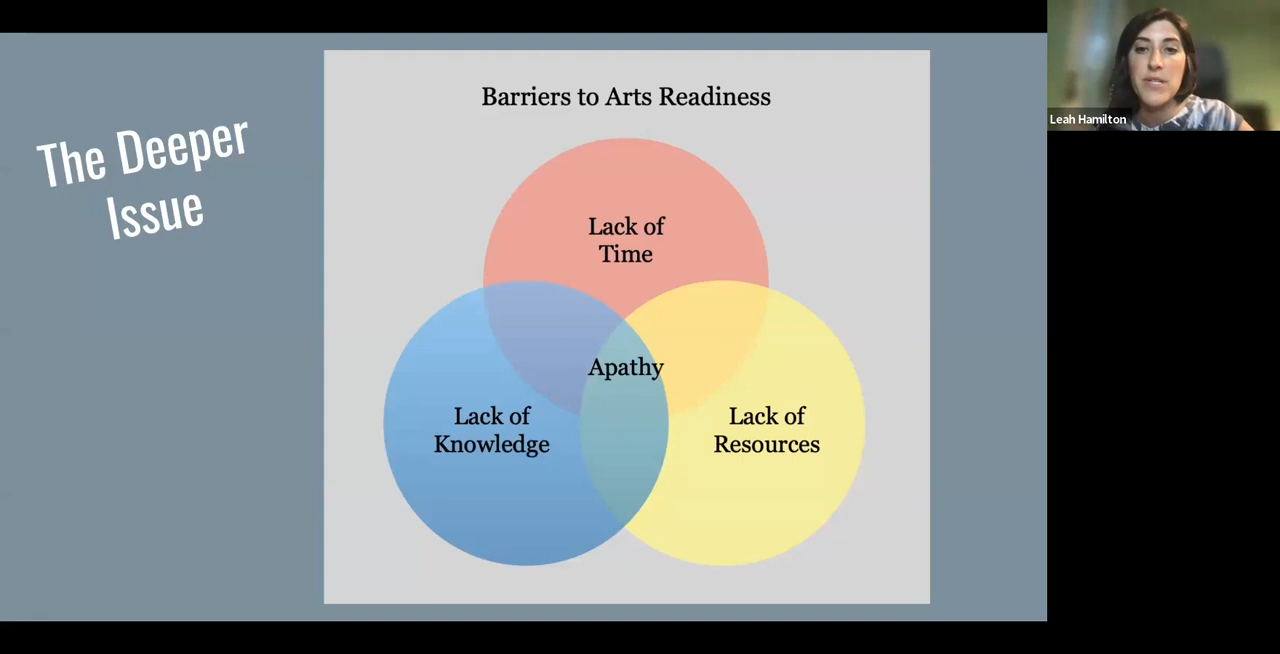 The Deeper
Issue
Barriers to Arts Readiness
Lack of
Time
Apathy
Lack of
Knowledge
Lack of
Resources
Leah Hamilton